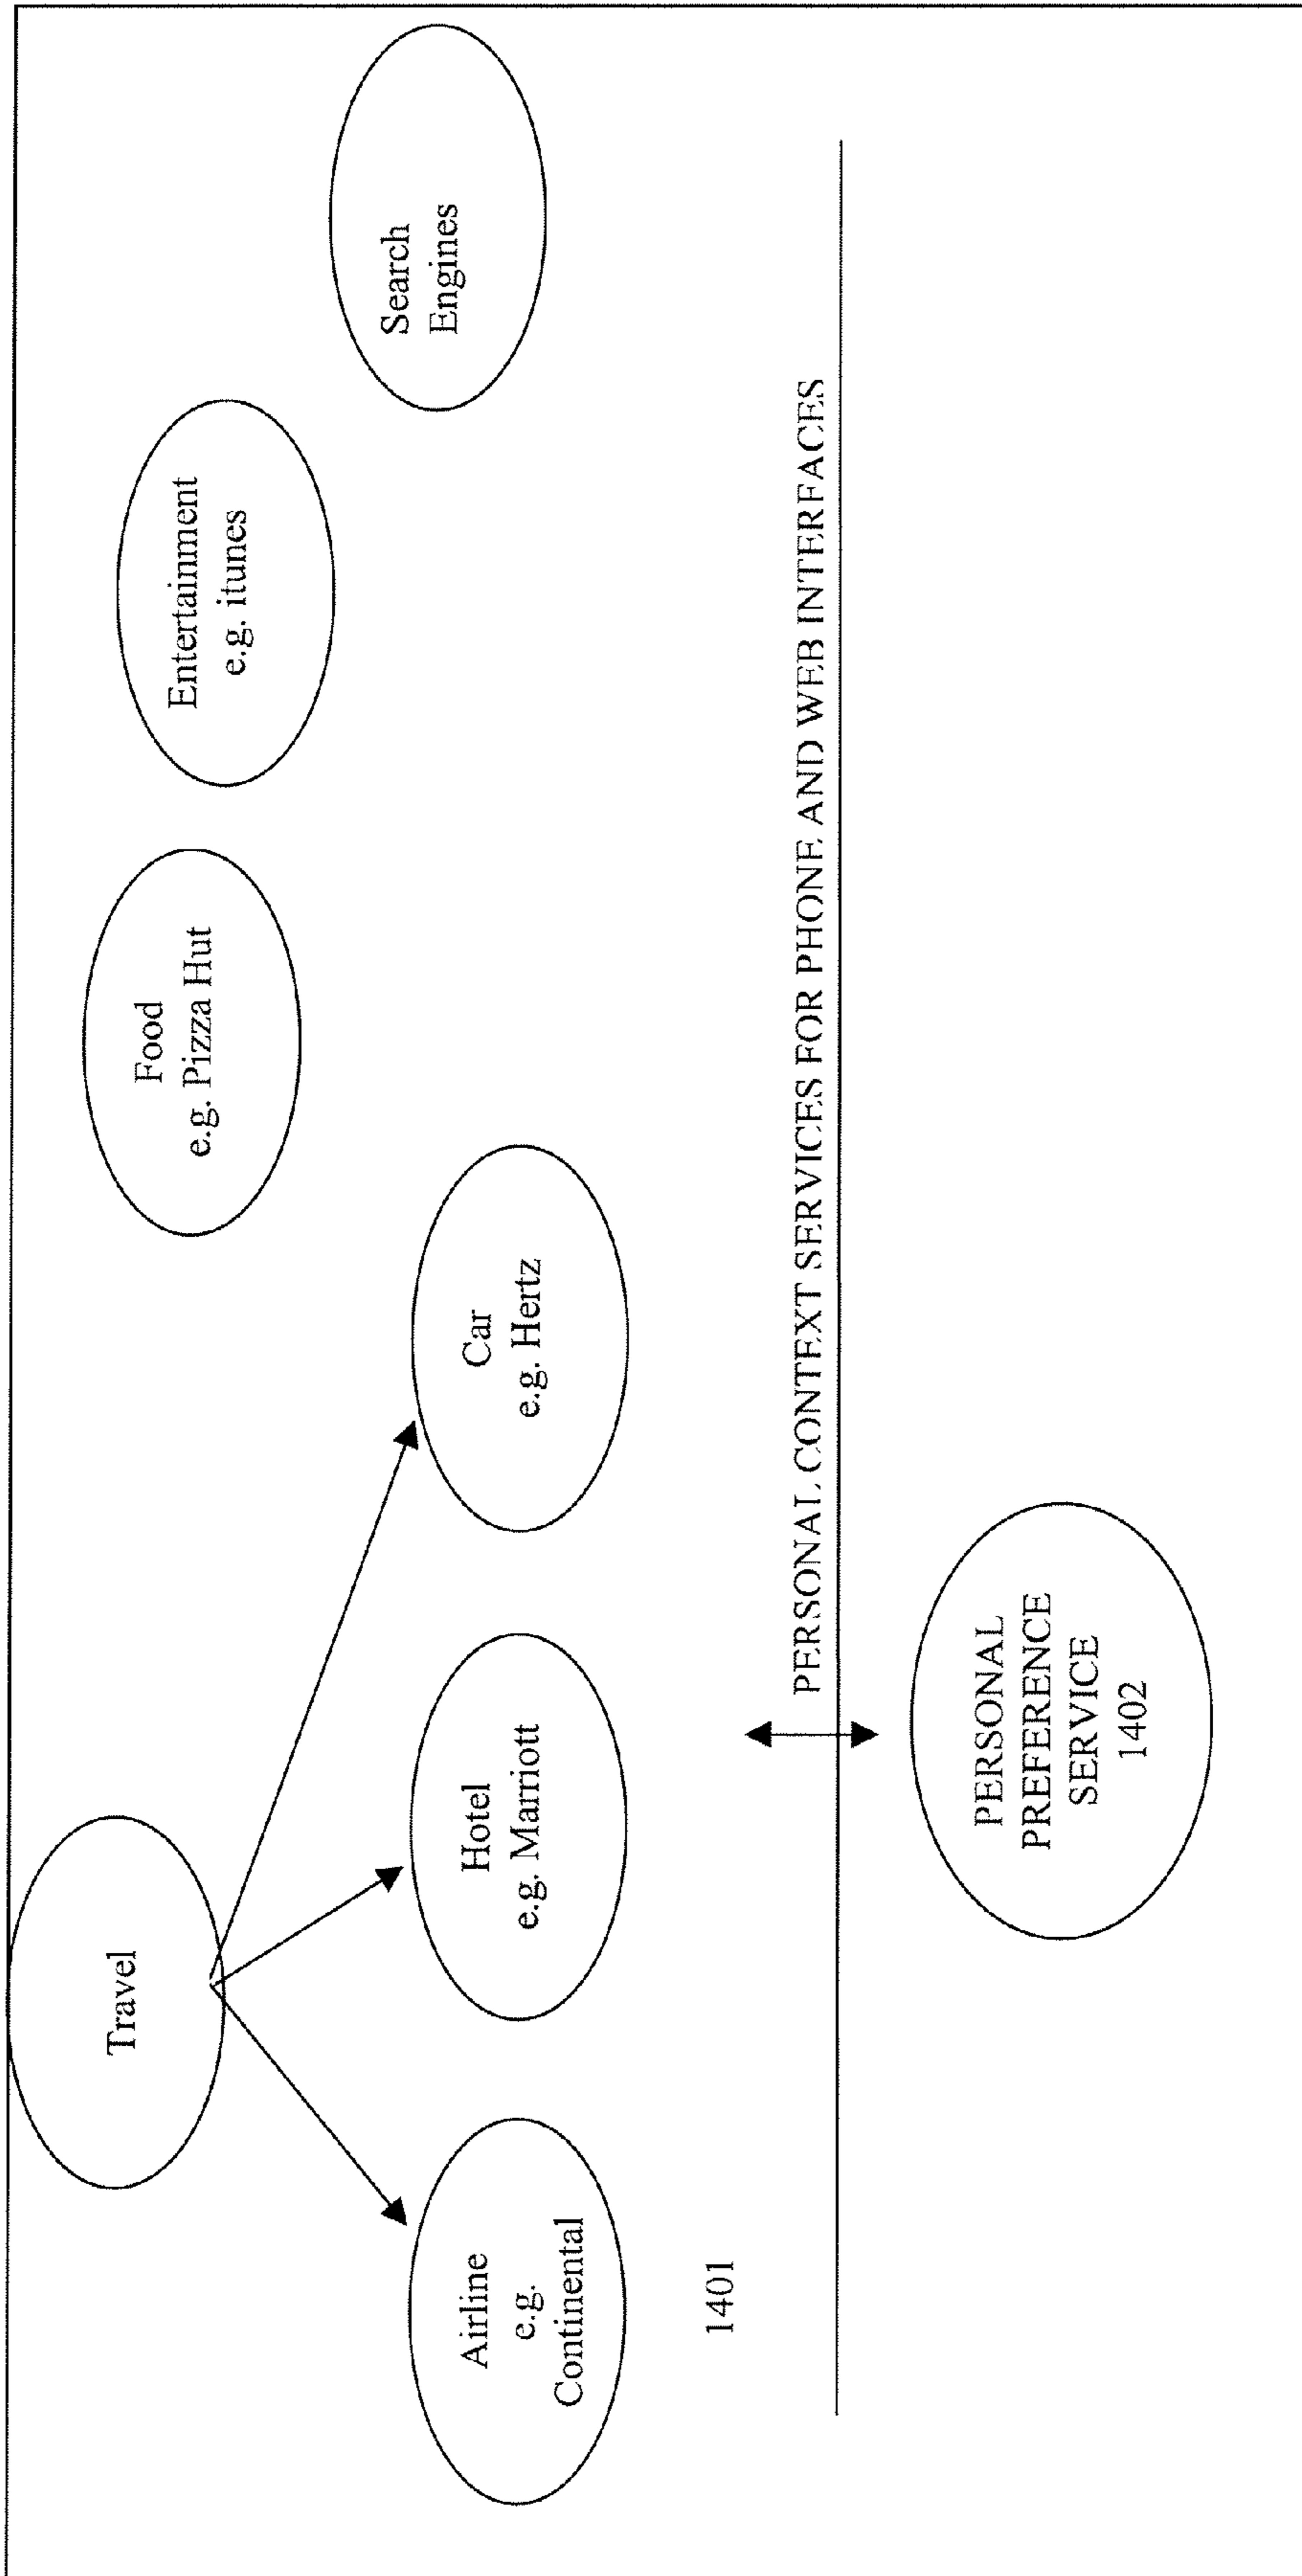 Travel
Food
e.g. Pizza Hut
Entertainment
e.g. itunes
Search
Engines
Airline
e.g.
Continental
Hotel
e.g. Marriott
Car
e.g. Hertz
1401
PERSONAL CONTEXT SERVICES FOR PHONE AND WEB INTERFACES
PERSONAL
PREFERENCE
SERVICE
1402